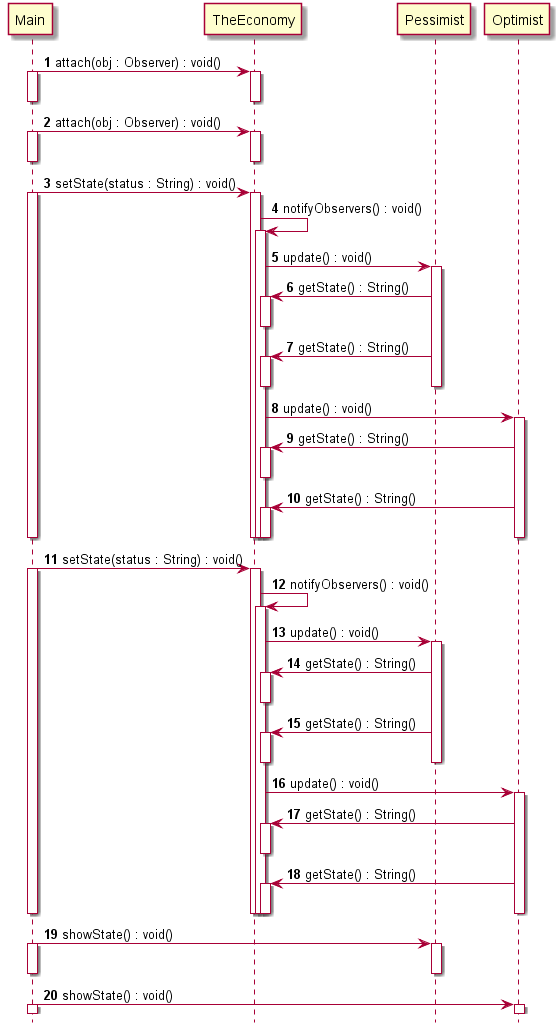 Main TheEconomy Pessimist Optimist
1 attach(obj : Observer) : void()
2 attach(obj : Observer) : void()
3 setState(status : String) : void()
4 notifyObservers() : void()
5 update() : void()
6 getState() : String()
7 getState() : String()
8 update() : void()
9 getState() : String()
10 getState() : String()
11 setState(status : String) : void()
12 notifyObservers() : void()
13 update() : void()
14 getState() : String()
15 getState() : String()
16 update() : void()
17 getState() : String()
18 getState() : String()
19 showState() : void()
20 showState() : void()